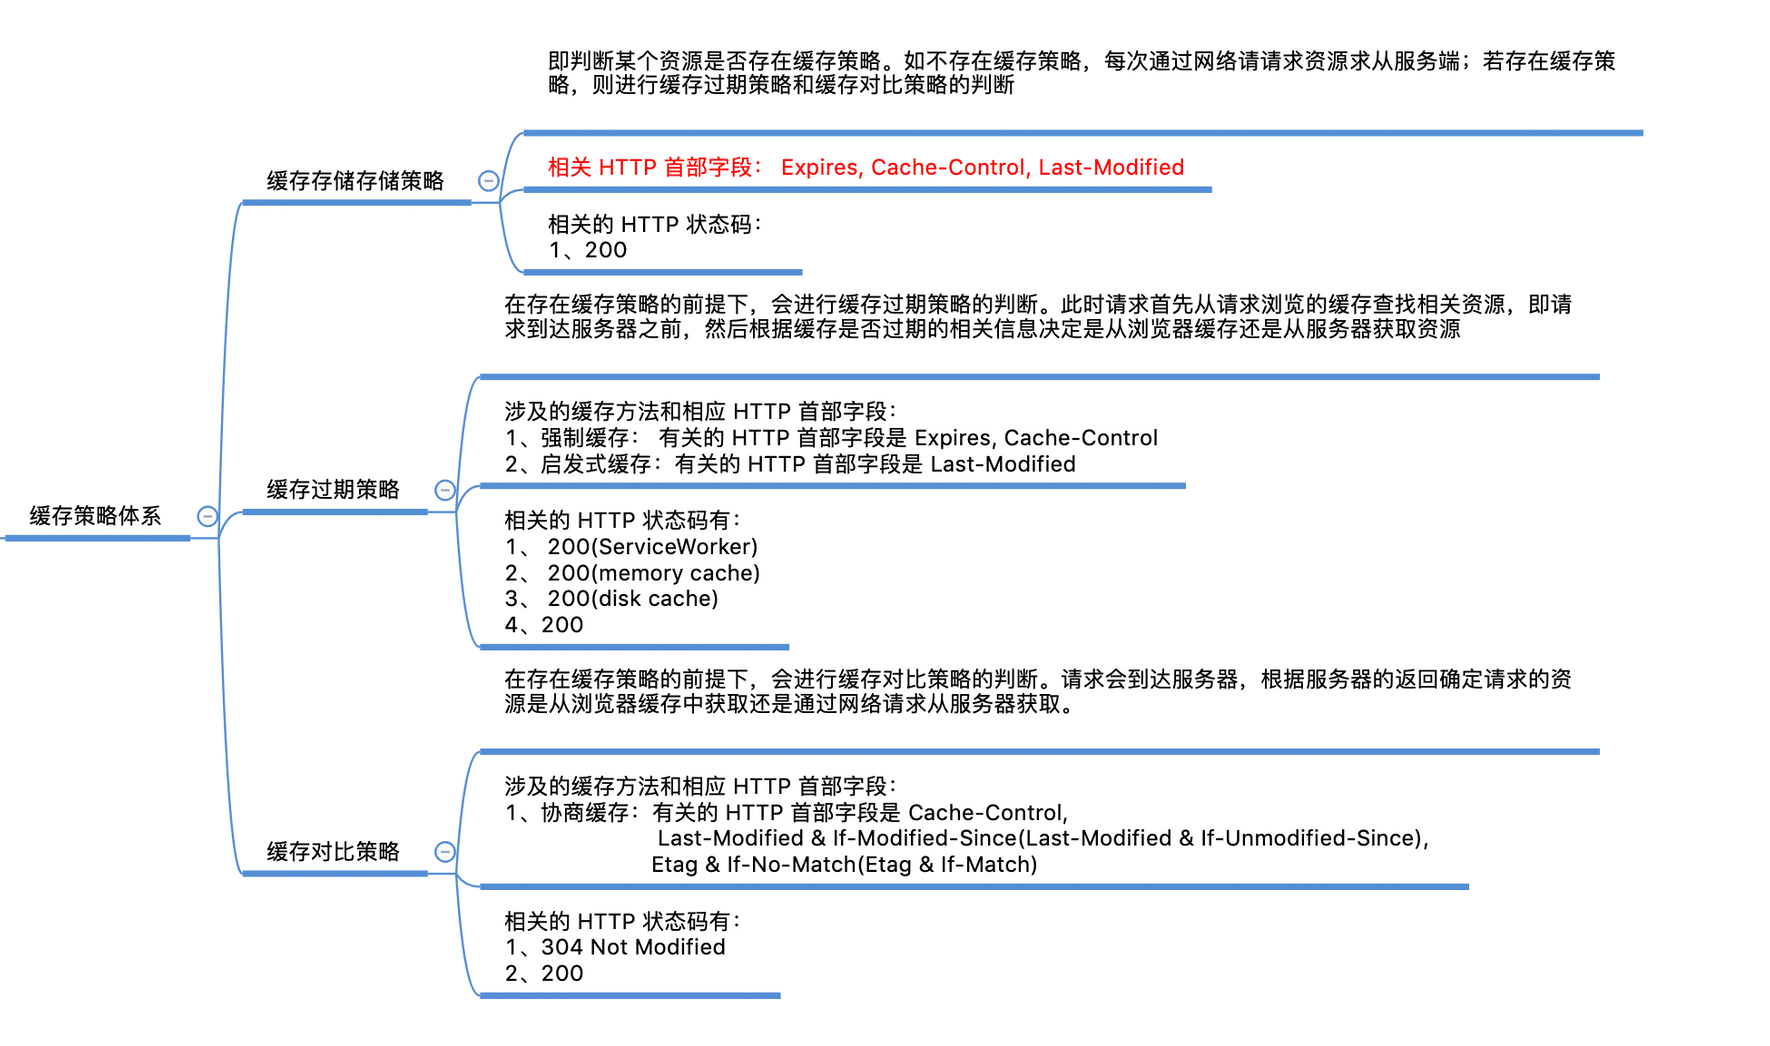 即判断某个资源是否存在缓存策略。如不存在缓存策略，每次通过网络请请求资源求从服务端；若存在缓存策
略，则进行缓存过期策略和缓存对比策略的判断
缓存存储存储策略
相关 HTTP 首部字段： Expires, Cache-Control, Last-Modified
相关的 HTTP 状态码：
1、200
在存在缓存策略的前提下，会进行缓存过期策略的判断。此时请求首先从请求浏览的缓存查找相关资源，即请
求到达服务器之前，然后根据缓存是否过期的相关信息决定是从浏览器缓存还是从服务器获取资源
缓存策略体系
缓存过期策略
涉及的缓存方法和相应 HTTP 首部字段：
1、强制缓存： 有关的 HTTP 首部字段是 Expires, Cache-Control
2、启发式缓存：有关的 HTTP 首部字段是 Last-Modified
相关的 HTTP 状态码有：
1、 200(ServiceWorker)
2、 200(memory cache)
3、 200(disk cache)
4、200
在存在缓存策略的前提下，会进行缓存对比策略的判断。请求会到达服务器，根据服务器的返回确定请求的资
源是从浏览器缓存中获取还是通过网络请求从服务器获取。
缓存对比策略
涉及的缓存方法和相应 HTTP 首部字段：
1、协商缓存：有关的 HTTP 首部字段是 Cache-Control,
Last-Modified & If-Modified-Since(Last-Modified & If-Unmodified-Since),
Etag & If-No-Match(Etag & If-Match)
相关的 HTTP 状态码有：
1、304 Not Modified
2、200